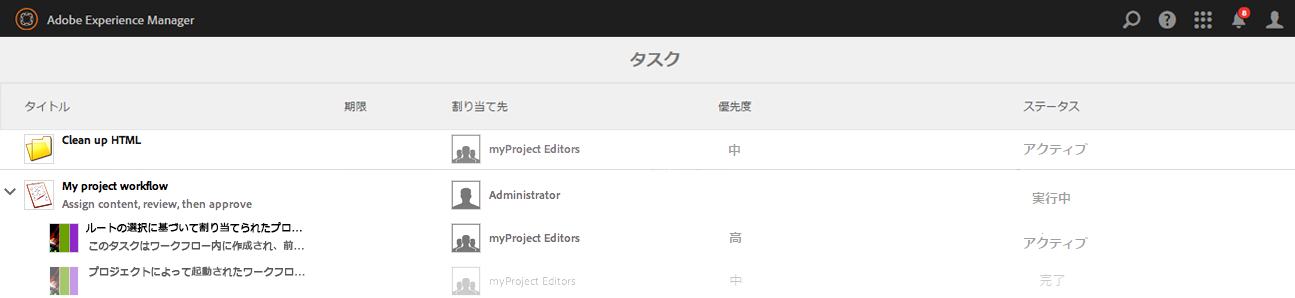 Adobe Experience Manager
8
タスク
タイトル 期限 割り当て先 優先度 ステータス
Clean up HTML myProject Editors 中 アクティブ
My project workflow Administrator 実行中
Assign content, review, then approve
ルートの選択に基づいて割り当てられたプロ... myProject Editors 高 アクティブ
このタスクはワークフロー内に作成され、前...
プロジェクトによって起動されたワークフロ... myProject Editors 中 完了